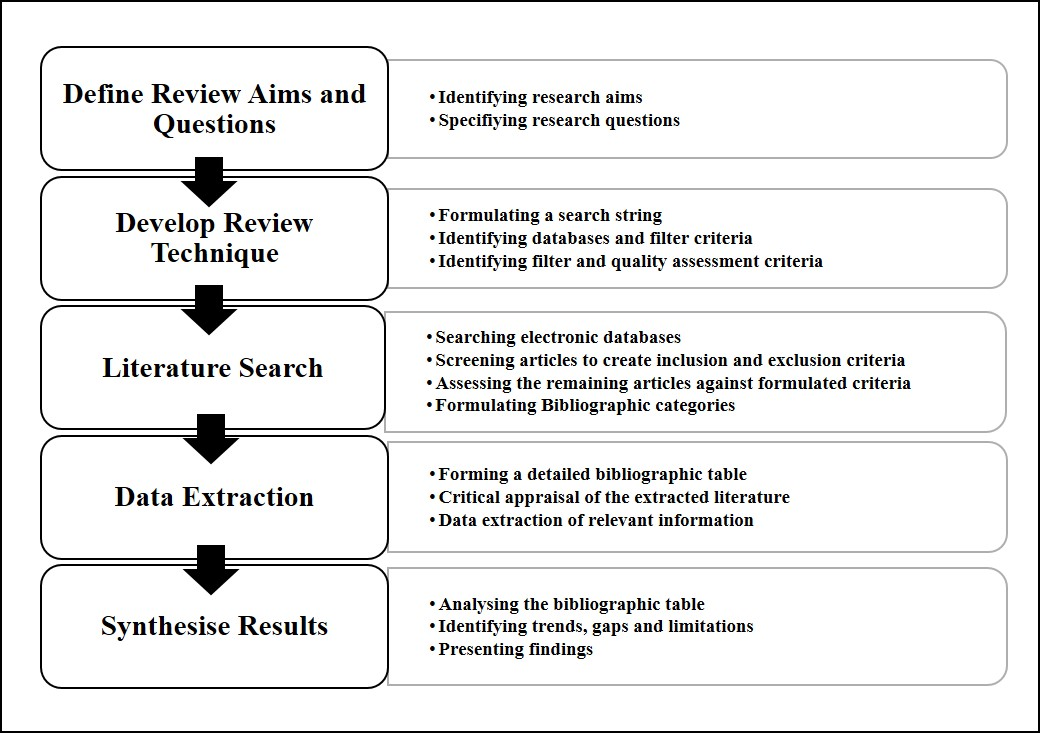 Define Review Aims and
Questions
• Identifying research aims
• Specifiying research questions
Develop Review
Technique
• Formulating a search string
• Identifying databases and filter criteria
• Identifying filter and quality assessment criteria
Literature Search
• Searching electronic databases
• Screening articles to create inclusion and exclusion criteria
• Assessing the remaining articles against formulated criteria
• Formulating Bibliographic categories
Data Extraction
• Forming a detailed bibliographic table
• Critical appraisal of the extracted literature
• Data extraction of relevant information
Synthesise Results
• Analysing the bibliographic table
• Identifying trends, gaps and limitations
• Presenting findings